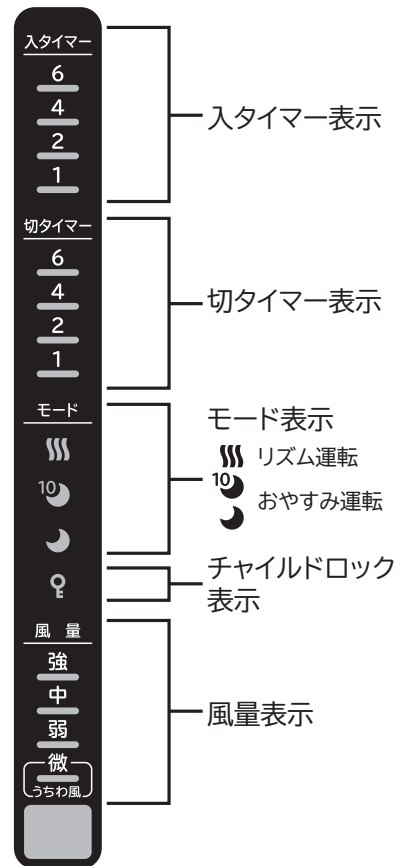 入タイマー
6
4
2
1
切タイマー
6
4
2
1
モード
10
風量
強
中
弱
微
うちわ風
入タイマー表示
切タイマー表示
モード表示
リズム運転
10
おやすみ運転
チャイルドロック
表示
風量表示